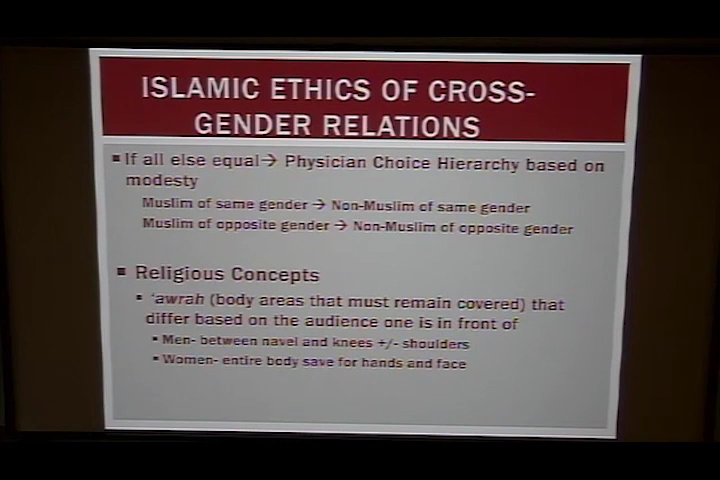 ISLAMIC ETHICS OF CROSS-
GENDER RELATIONS
▪ If all else equal→ Physician Choice Hierarchy based on
modesty
Muslim of same gender → Non-Muslim of same gender
Muslim of opposite gender → Non-Muslim of opposite gender
▪ Religious Concepts
▪ 'awrah (body areas that must remain covered) that
differ based on the audience one is in front of
▪ Men- between navel and knees +/- shoulders
▪ Women- entire body save for hands and face